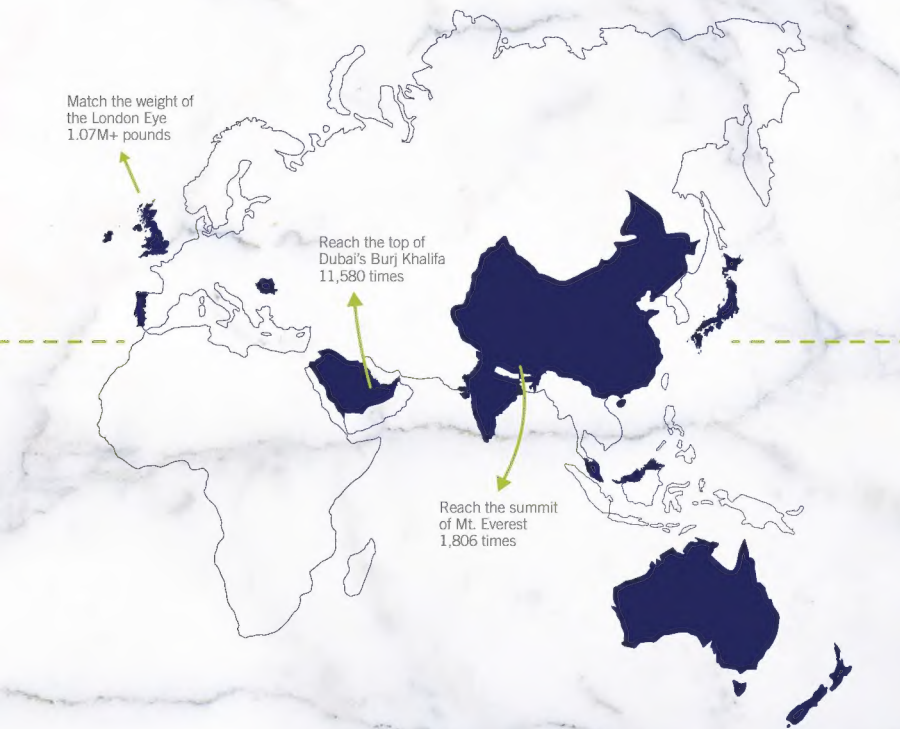 Match the weight of
the London Eye
1.07M+ pounds
Reach the top of
Dubai's Burj Khalifa
11,580 times
Reach the summit
of Mt. Everest
1,806 times